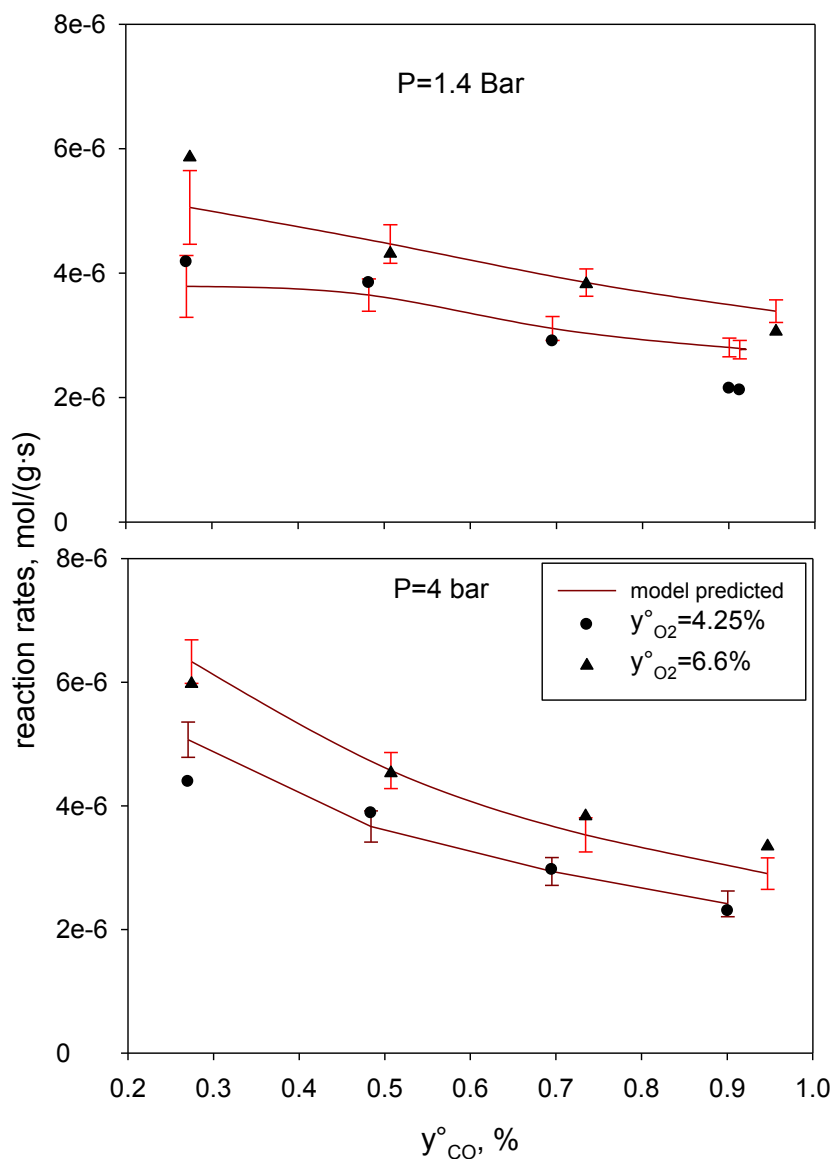 8e-6
P=1.4 Bar
6e-6
4e-6
2e-6
0
reaction rates, mol/(g·s)
8e-6
P=4 bar
model predicted
y°O2=4.25%
y°O2=6.6%
6e-6
4e-6
2e-6
0
0.2 0.3 0.4 0.5 0.6 0.7 0.8 0.9 1.0
y°CO, %